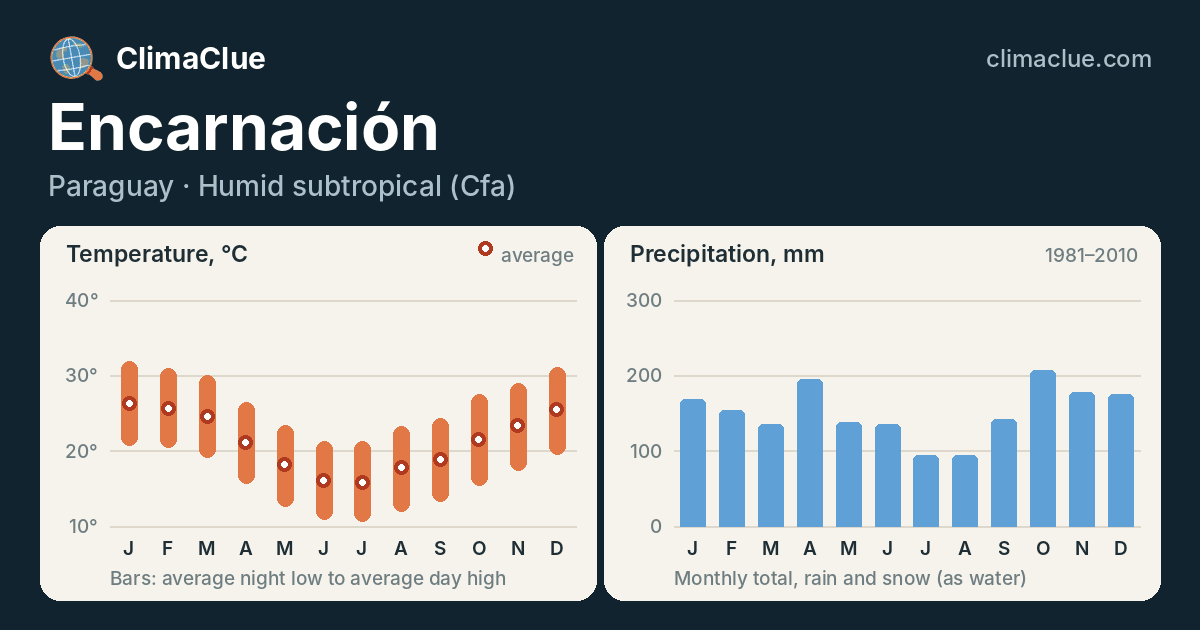 ClimaClue
climaclue.com
Encarnación
Paraguay · Humid subtropical (Cfa)
Temperature, °C
average
40°
30°
20°
10°
J F M A M J J A S O N D
Bars: average night low to average day high
Precipitation, mm
1981–2010
300
200
100
0
J F M A M J J A S O N D
Monthly total, rain and snow (as water)